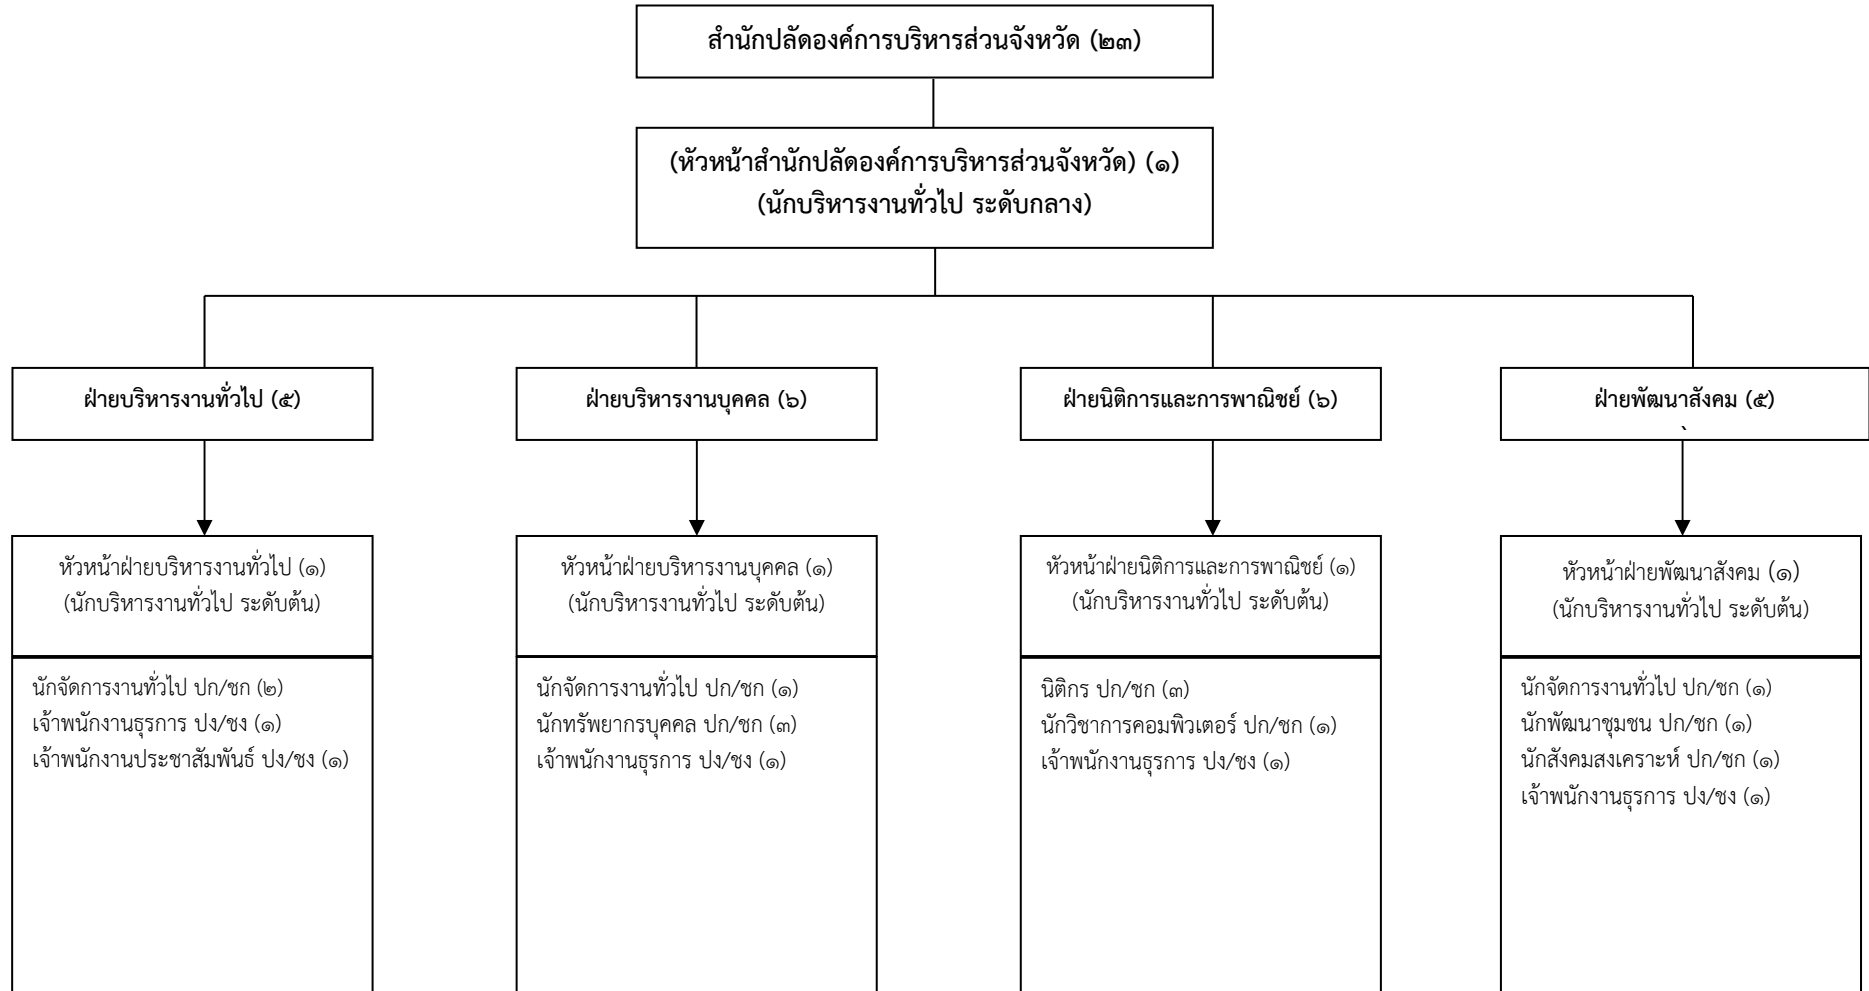 สำนักปลัดองค์การบริหารส่วนจังหวัด (๒๓)
(หัวหน้าสำนักปลัดองค์การบริหารส่วนจังหวัด) (๑)
(นักบริหารงานทั่วไป ระดับกลาง)
ฝ่ายบริหารงานทั่วไป (๕)
หัวหน้าฝ่ายบริหารงานทั่วไป (๑)
(นักบริหารงานทั่วไป ระดับต้น)
นักจัดการงานทั่วไป ปก/ชก (๒)
เจ้าพนักงานธุรการ ปง/ชง (๑)
เจ้าพนักงานประชาสัมพันธ์ ปง/ชง (๑)
ฝ่ายบริหารงานบุคคล (๖)
หัวหน้าฝ่ายบริหารงานบุคคล (๑)
(นักบริหารงานทั่วไป ระดับต้น)
นักจัดการงานทั่วไป ปก/ชก (๑)
นักทรัพยากรบุคคล ปก/ชก (๓)
เจ้าพนักงานธุรการ ปง/ชง (๑)
ฝ่ายนิติการและการพาณิชย์ (๖)
หัวหน้าฝ่ายนิติการและการพาณิชย์ (๑)
(นักบริหารงานทั่วไป ระดับต้น)
นิติกร ปก/ชก (๓)
นักวิชาการคอมพิวเตอร์ ปก/ชก (๑)
เจ้าพนักงานธุรการ ปง/ชง (๑)
ฝ่ายพัฒนาสังคม (๕)
หัวหน้าฝ่ายพัฒนาสังคม (๑)
(นักบริหารงานทั่วไป ระดับต้น)
นักจัดการงานทั่วไป ปก/ชก (๑)
นักพัฒนาชุมชน ปก/ชก (๑)
นักสังคมสงเคราะห์ ปก/ชก (๑)
เจ้าพนักงานธุรการ ปง/ชง (๑)